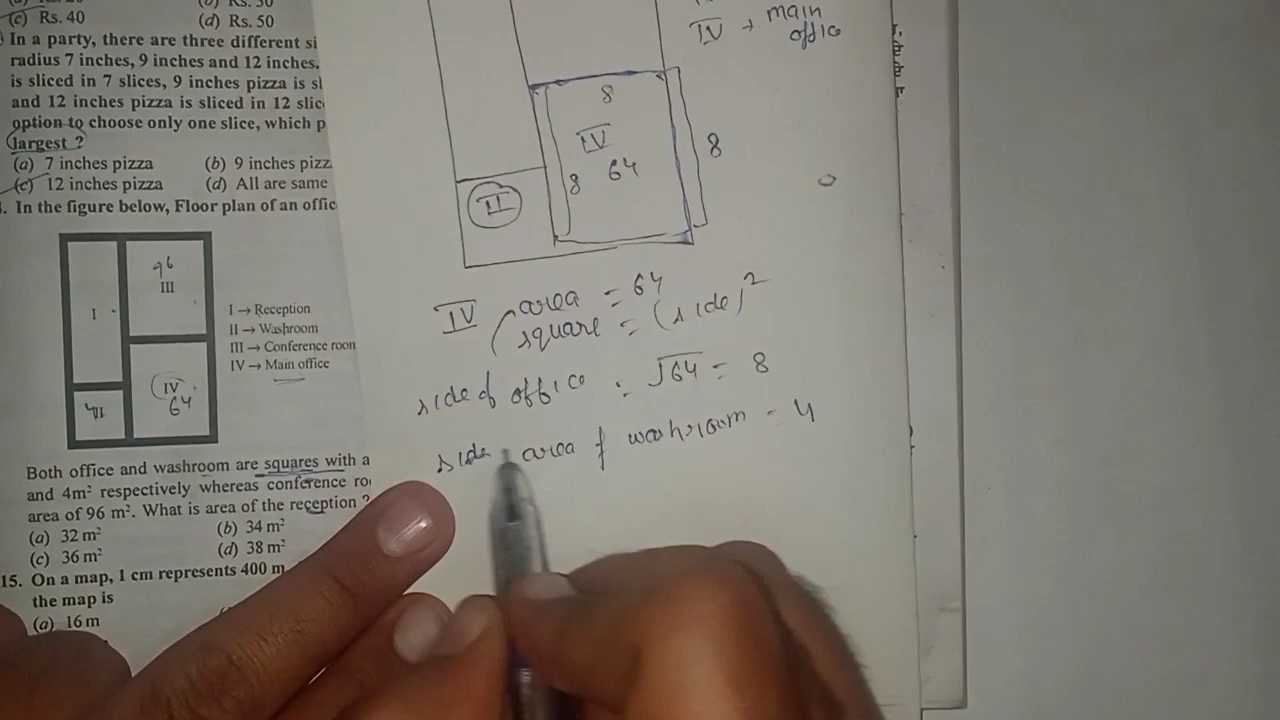 (c) Rs. 40
(d) Rs. 50
In a party, there are three different si
radius 7 inches, 9 inches and 12 inches.
is sliced in 7 slices, 9 inches pizza is sl
and 12 inches pizza is sliced in 12 slic
option to choose only one slice, which p
largest ?
(a) 7 inches pizza
(b) 9 inches pizz
(c) 12 inches pizza
(d) All are same
. In the figure below, Floor plan of an offic
I
96
III
II
IV
64
I → Reception
II → Washroom
III → Conference roon
IV → Main office
Both office and washroom are squares with a
and 4m² respectively whereas conference ro
area of 96 m². What is area of the reception ?
(a) 32 m²
(b) 34 m²
(c) 36 m²
(d) 38 m²
15. On a map, 1 cm represents 400 m
the map is
(a) 16 m
IV → main
office
8
IV
64
8
8
II
IV area = 64
square = (side)²
side of office = √64 = 8
side area of washroom = 4